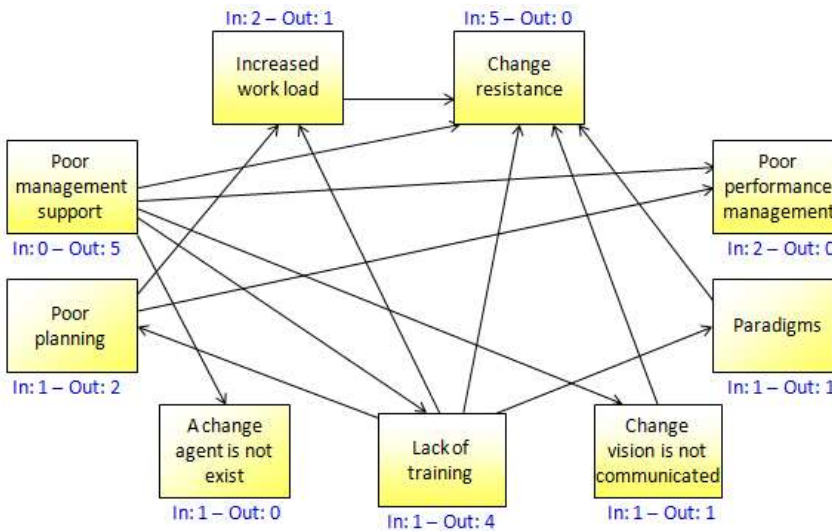 In: 2 – Out: 1
In: 5 – Out: 0
Increased
work load
Change
resistance
Poor
management
support
In: 0 – Out: 5
Poor
performance
management
In: 2 – Out: 0
Poor
planning
In: 1 – Out: 2
Paradigms
In: 1 – Out: 1
A change
agent is not
exist
In: 1 – Out: 0
Lack of
training
In: 1 – Out: 4
Change
vision is not
communicated
In: 1 – Out: 1